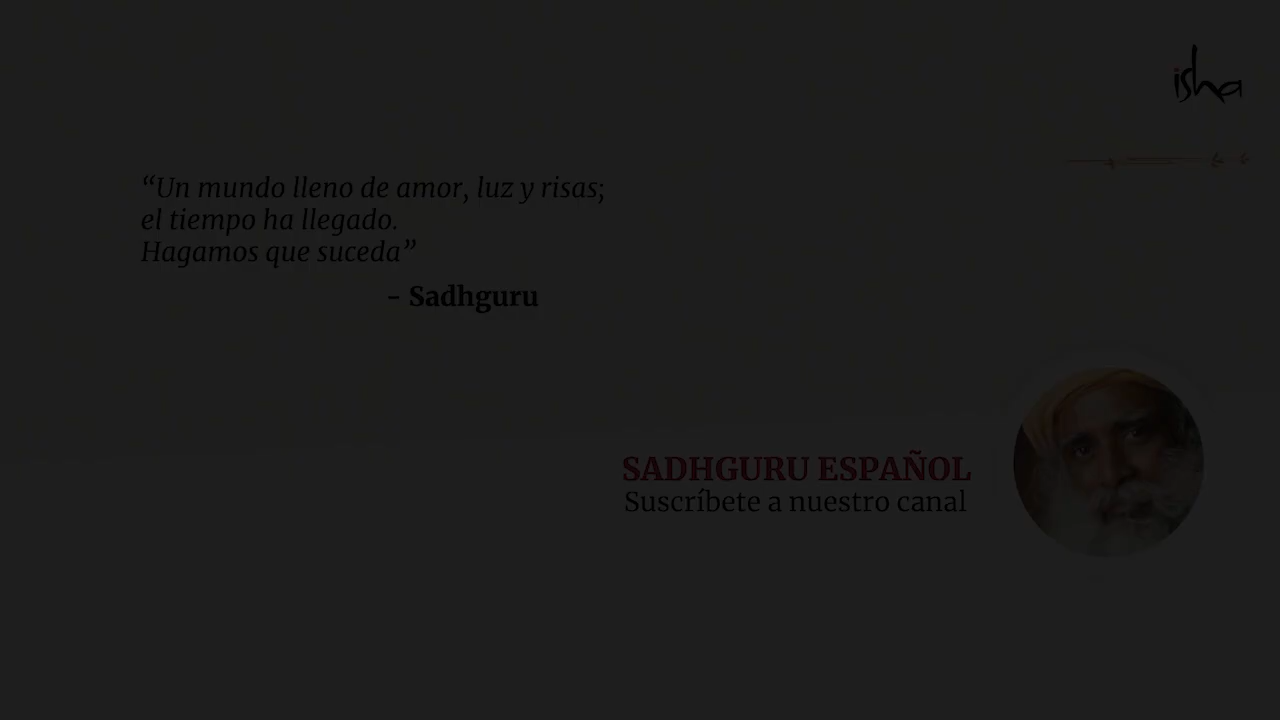 isha
“Un mundo lleno de amor, luz y risas;
el tiempo ha llegado.
Hagamos que suceda”
- Sadhguru
SADHGURU ESPAÑOL
Suscríbete a nuestro canal